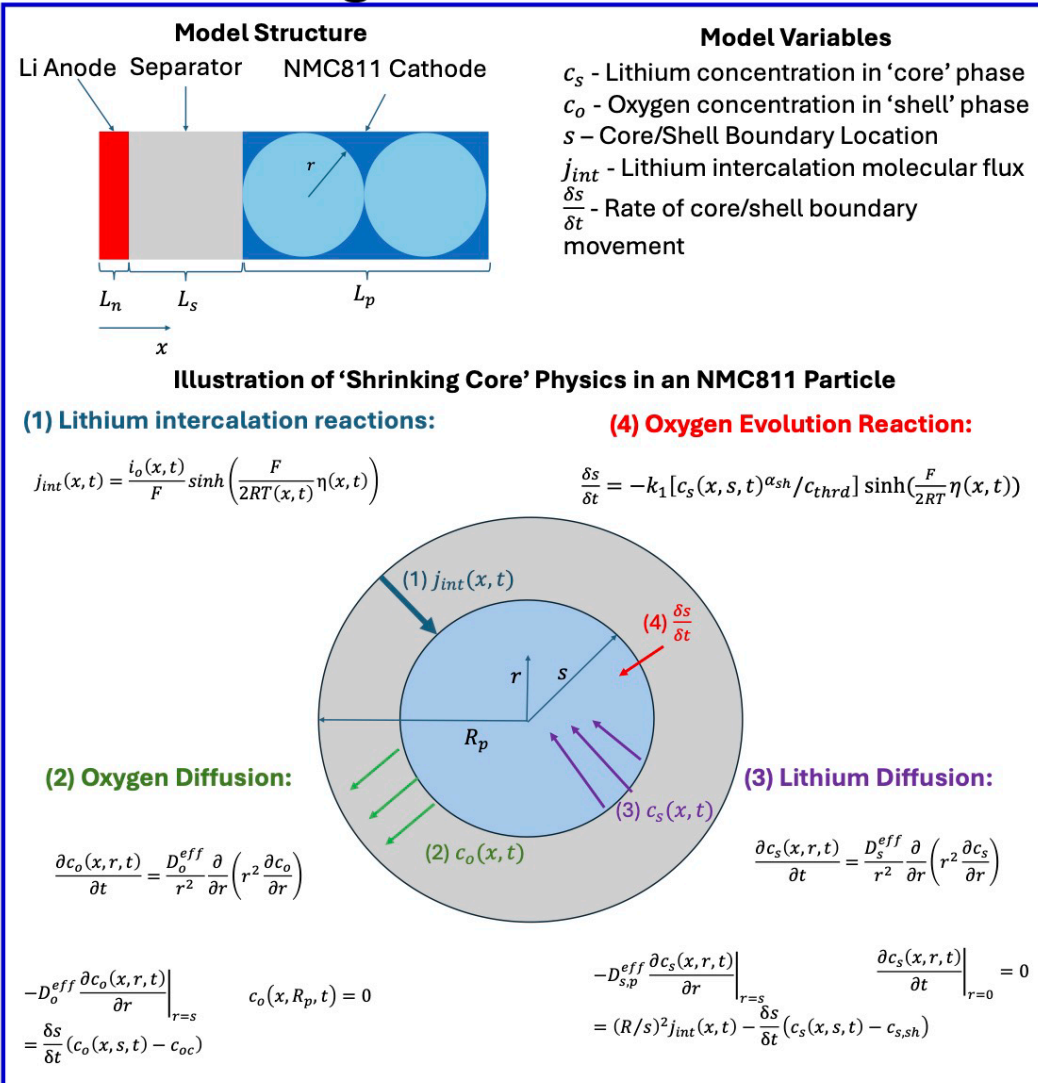 Model Structure
Li Anode Separator NMC811 Cathode
r
L_n L_s L_p
x
Model Variables
c_s - Lithium concentration in 'core' phase
c_o - Oxygen concentration in 'shell' phase
s – Core/Shell Boundary Location
j_int - Lithium intercalation molecular flux
δs/δt - Rate of core/shell boundary
movement
Illustration of 'Shrinking Core' Physics in an NMC811 Particle
(1) Lithium intercalation reactions:
j_int(x, t) = i_o(x, t)/F sinh(F/2RT(x, t) η(x, t))
(4) Oxygen Evolution Reaction:
δs/δt = −k_1[c_s(x, s, t)^α_sh/c_thrd] sinh(F/2RT η(x, t))
(1) j_int(x, t)
(4) δs/δt
r
s
R_p
(3) c_s(x, t)
(2) c_o(x, t)
(2) Oxygen Diffusion:
∂c_o(x, r, t)/∂t = D_o^eff/r^2 ∂/∂r (r^2 ∂c_o/∂r)
−D_o^eff ∂c_o(x, r, t)/∂r |_r=s c_o(x, R_p, t) = 0
= δs/δt (c_o(x, s, t) − c_oc)
(3) Lithium Diffusion:
∂c_s(x, r, t)/∂t = D_s^eff/r^2 ∂/∂r (r^2 ∂c_s/∂r)
−D_s,p^eff ∂c_s(x, r, t)/∂r |_r=s ∂c_s(x, r, t)/∂t |_r=0 = 0
= (R/s)^2 j_int(x, t) − δs/δt (c_s(x, s, t) − c_s,sh)